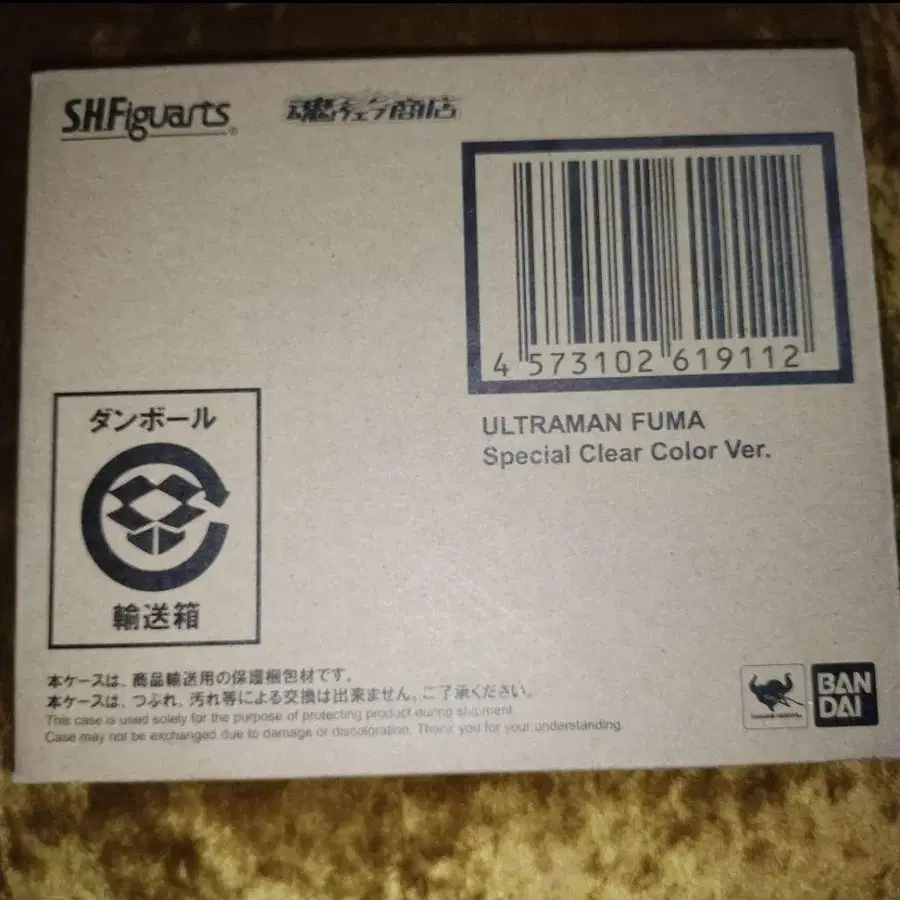 S.H.Figuarts
魂ウェブ商店
4 573102 619112
ULTRAMAN FUMA
Special Clear Color Ver.
ダンボール
輸送箱
本ケースは、商品輸送用の保護梱包材です。
本ケースは、つぶれ、汚れ等による交換は出来ません。ご了承ください。
This case is used solely for the purpose of protecting product during shipment.
Case may not be exchanged due to damage or discoloration. Thank you for your understanding.
BAN
DAI